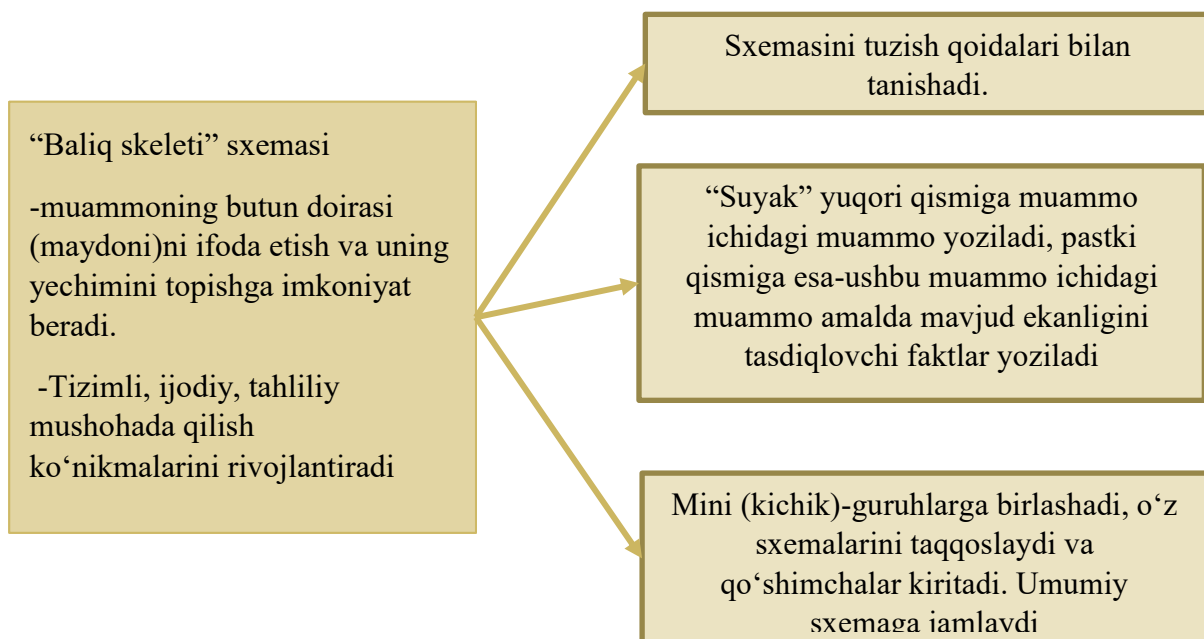 “Baliq skeleti” sxemasi
-muammoning butun doirasi
(maydoni)ni ifoda etish va uning
yechimini topishga imkoniyat
beradi.
-Tizimli, ijodiy, tahliliy
mushohada qilish
ko‘nikmalarini rivojlantiradi
Sxemasini tuzish qoidalari bilan
tanishadi.
“Suyak” yuqori qismiga muammo
ichidagi muammo yoziladi, pastki
qismiga esa-ushbu muammo ichidagi
muammo amalda mavjud ekanligini
tasdiqlovchi faktlar yoziladi
Mini (kichik)-guruhlarga birlashadi, o‘z
sxemalarini taqqoslaydi va
qo‘shimchalar kiritadi. Umumiy
sxemaga jamlaydi